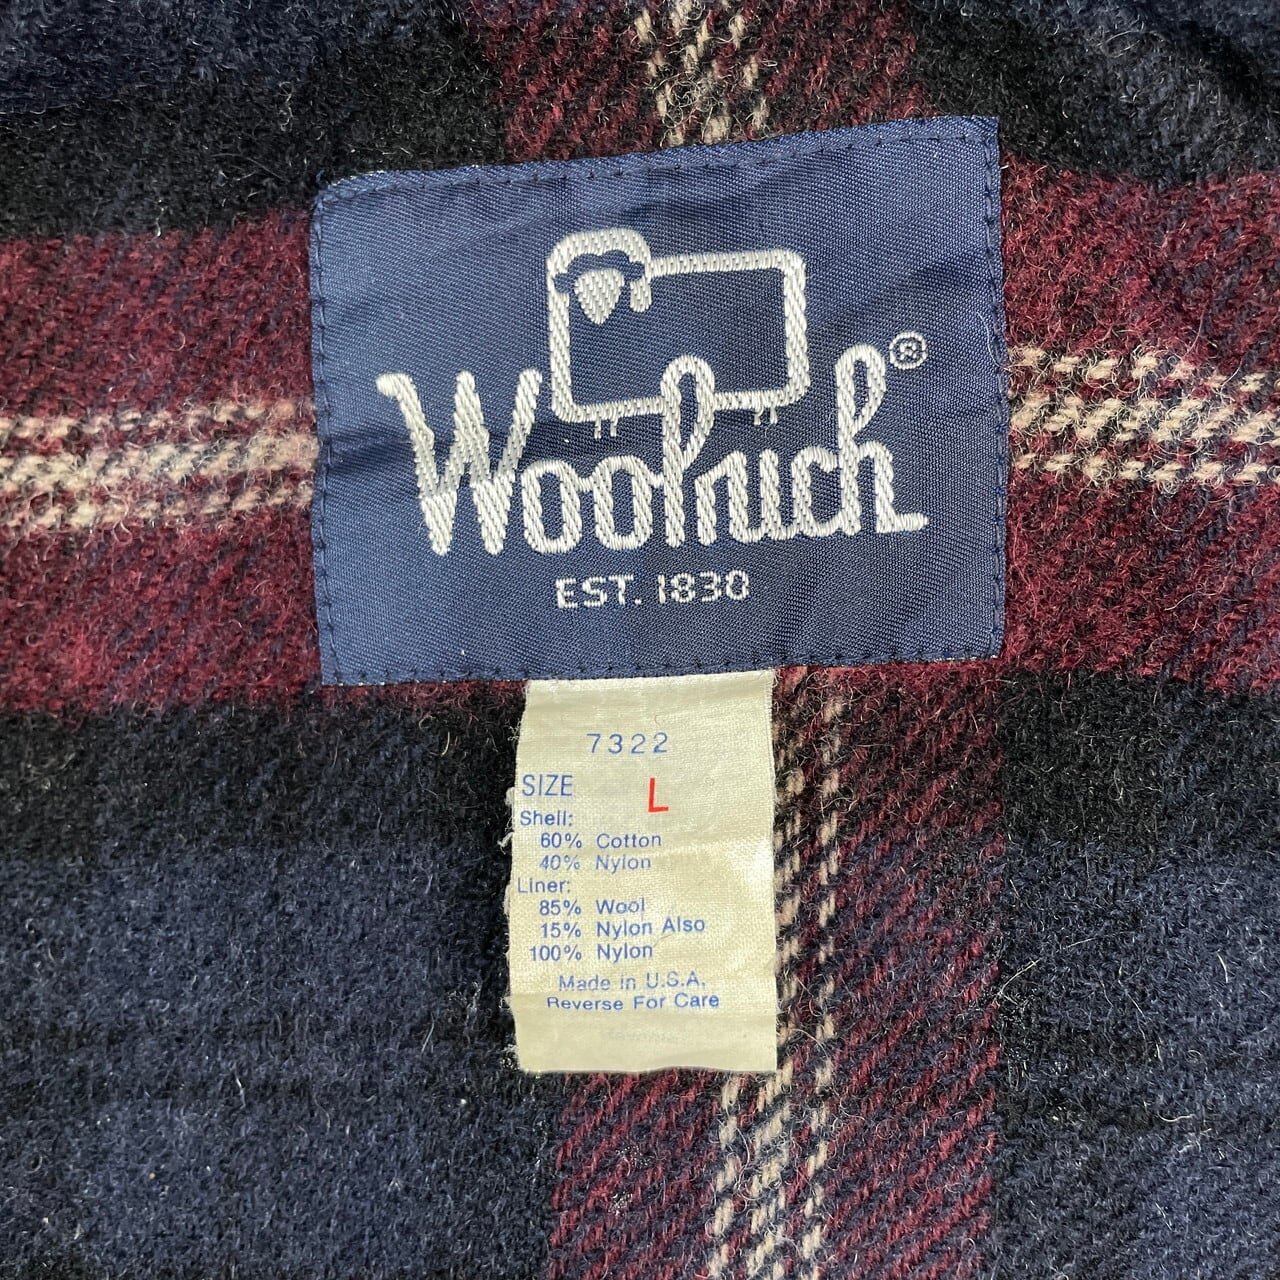 Woolrich®
EST. 1830
7322
SIZE L
Shell:
60% Cotton
40% Nylon
Liner:
85% Wool
15% Nylon Also
100% Nylon
Made in U.S.A.
Reverse For Care